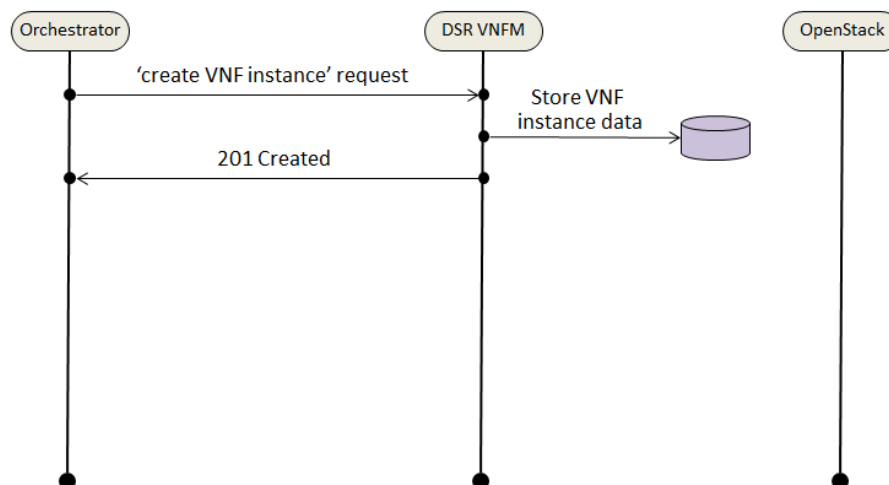 Orchestrator
DSR VNFM
OpenStack
‘create VNF instance’ request
Store VNF
instance data
201 Created